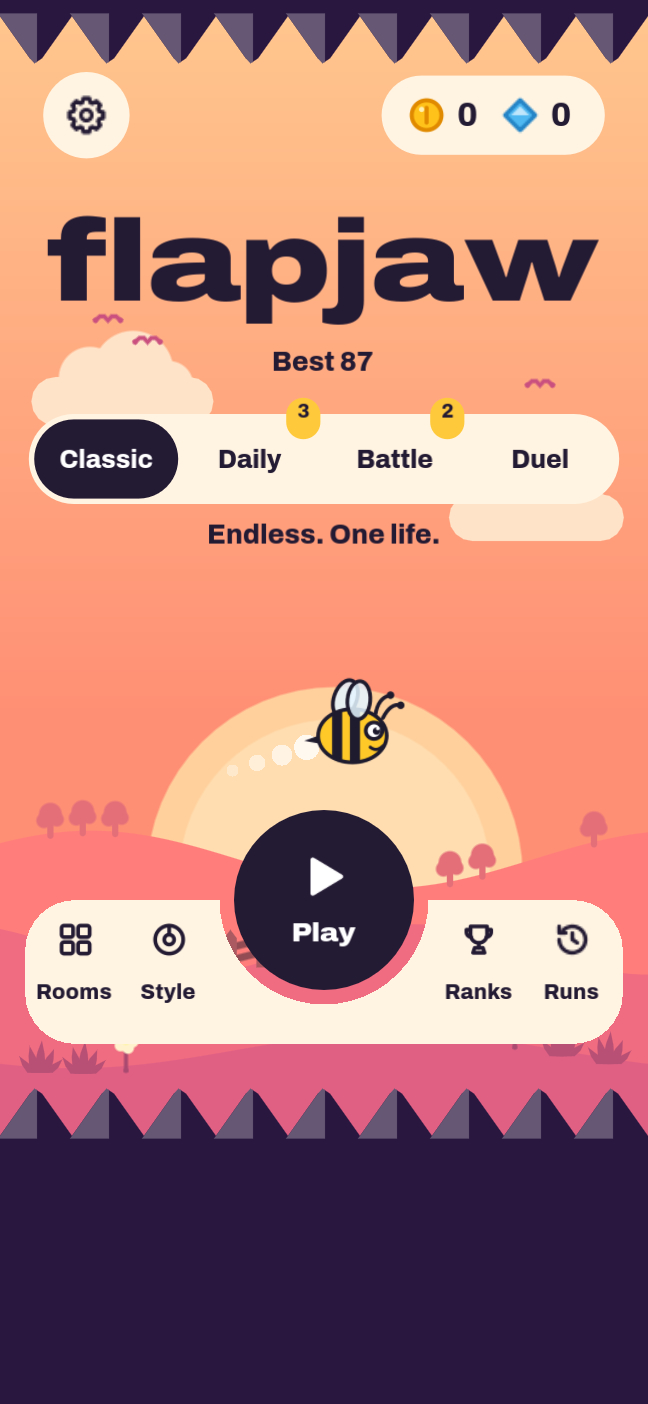 0 0
flapjaw
Best 87
3 2
Classic Daily Battle Duel
Endless. One life.
Play
Rooms Style Ranks Runs